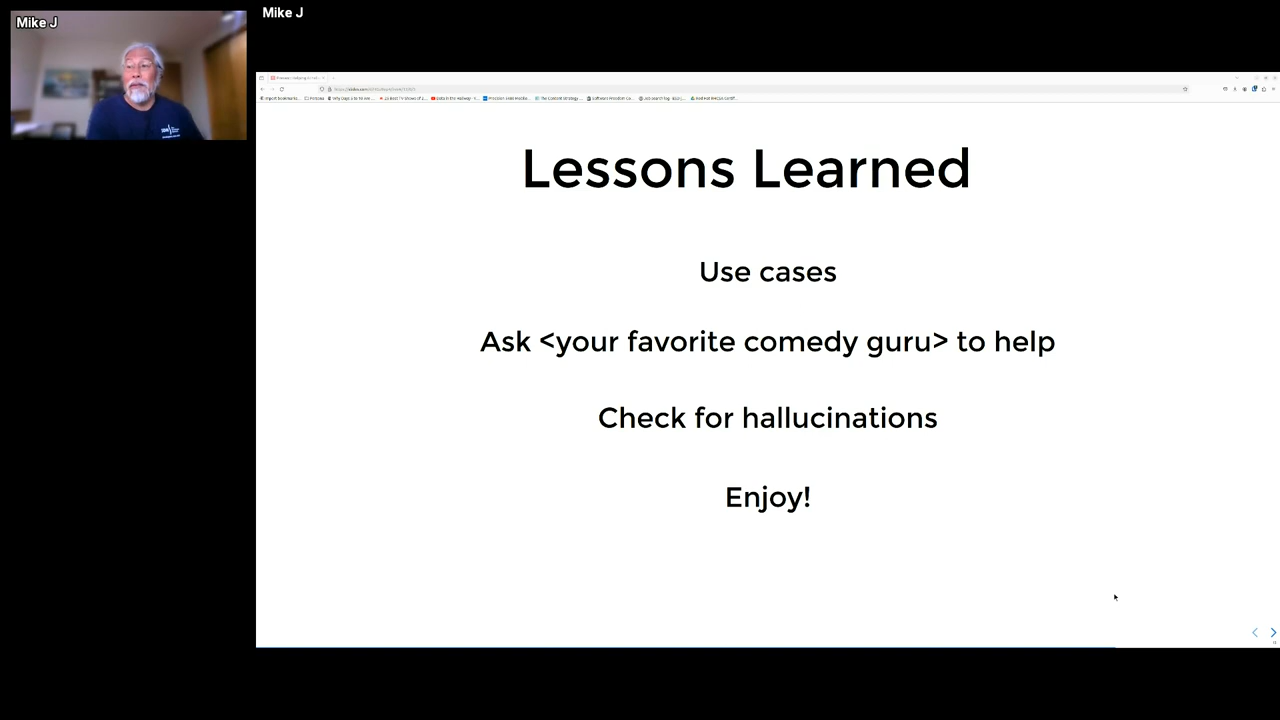 Mike J
Mike J
Lessons Learned
Use cases
Ask <your favorite comedy guru> to help
Check for hallucinations
Enjoy!